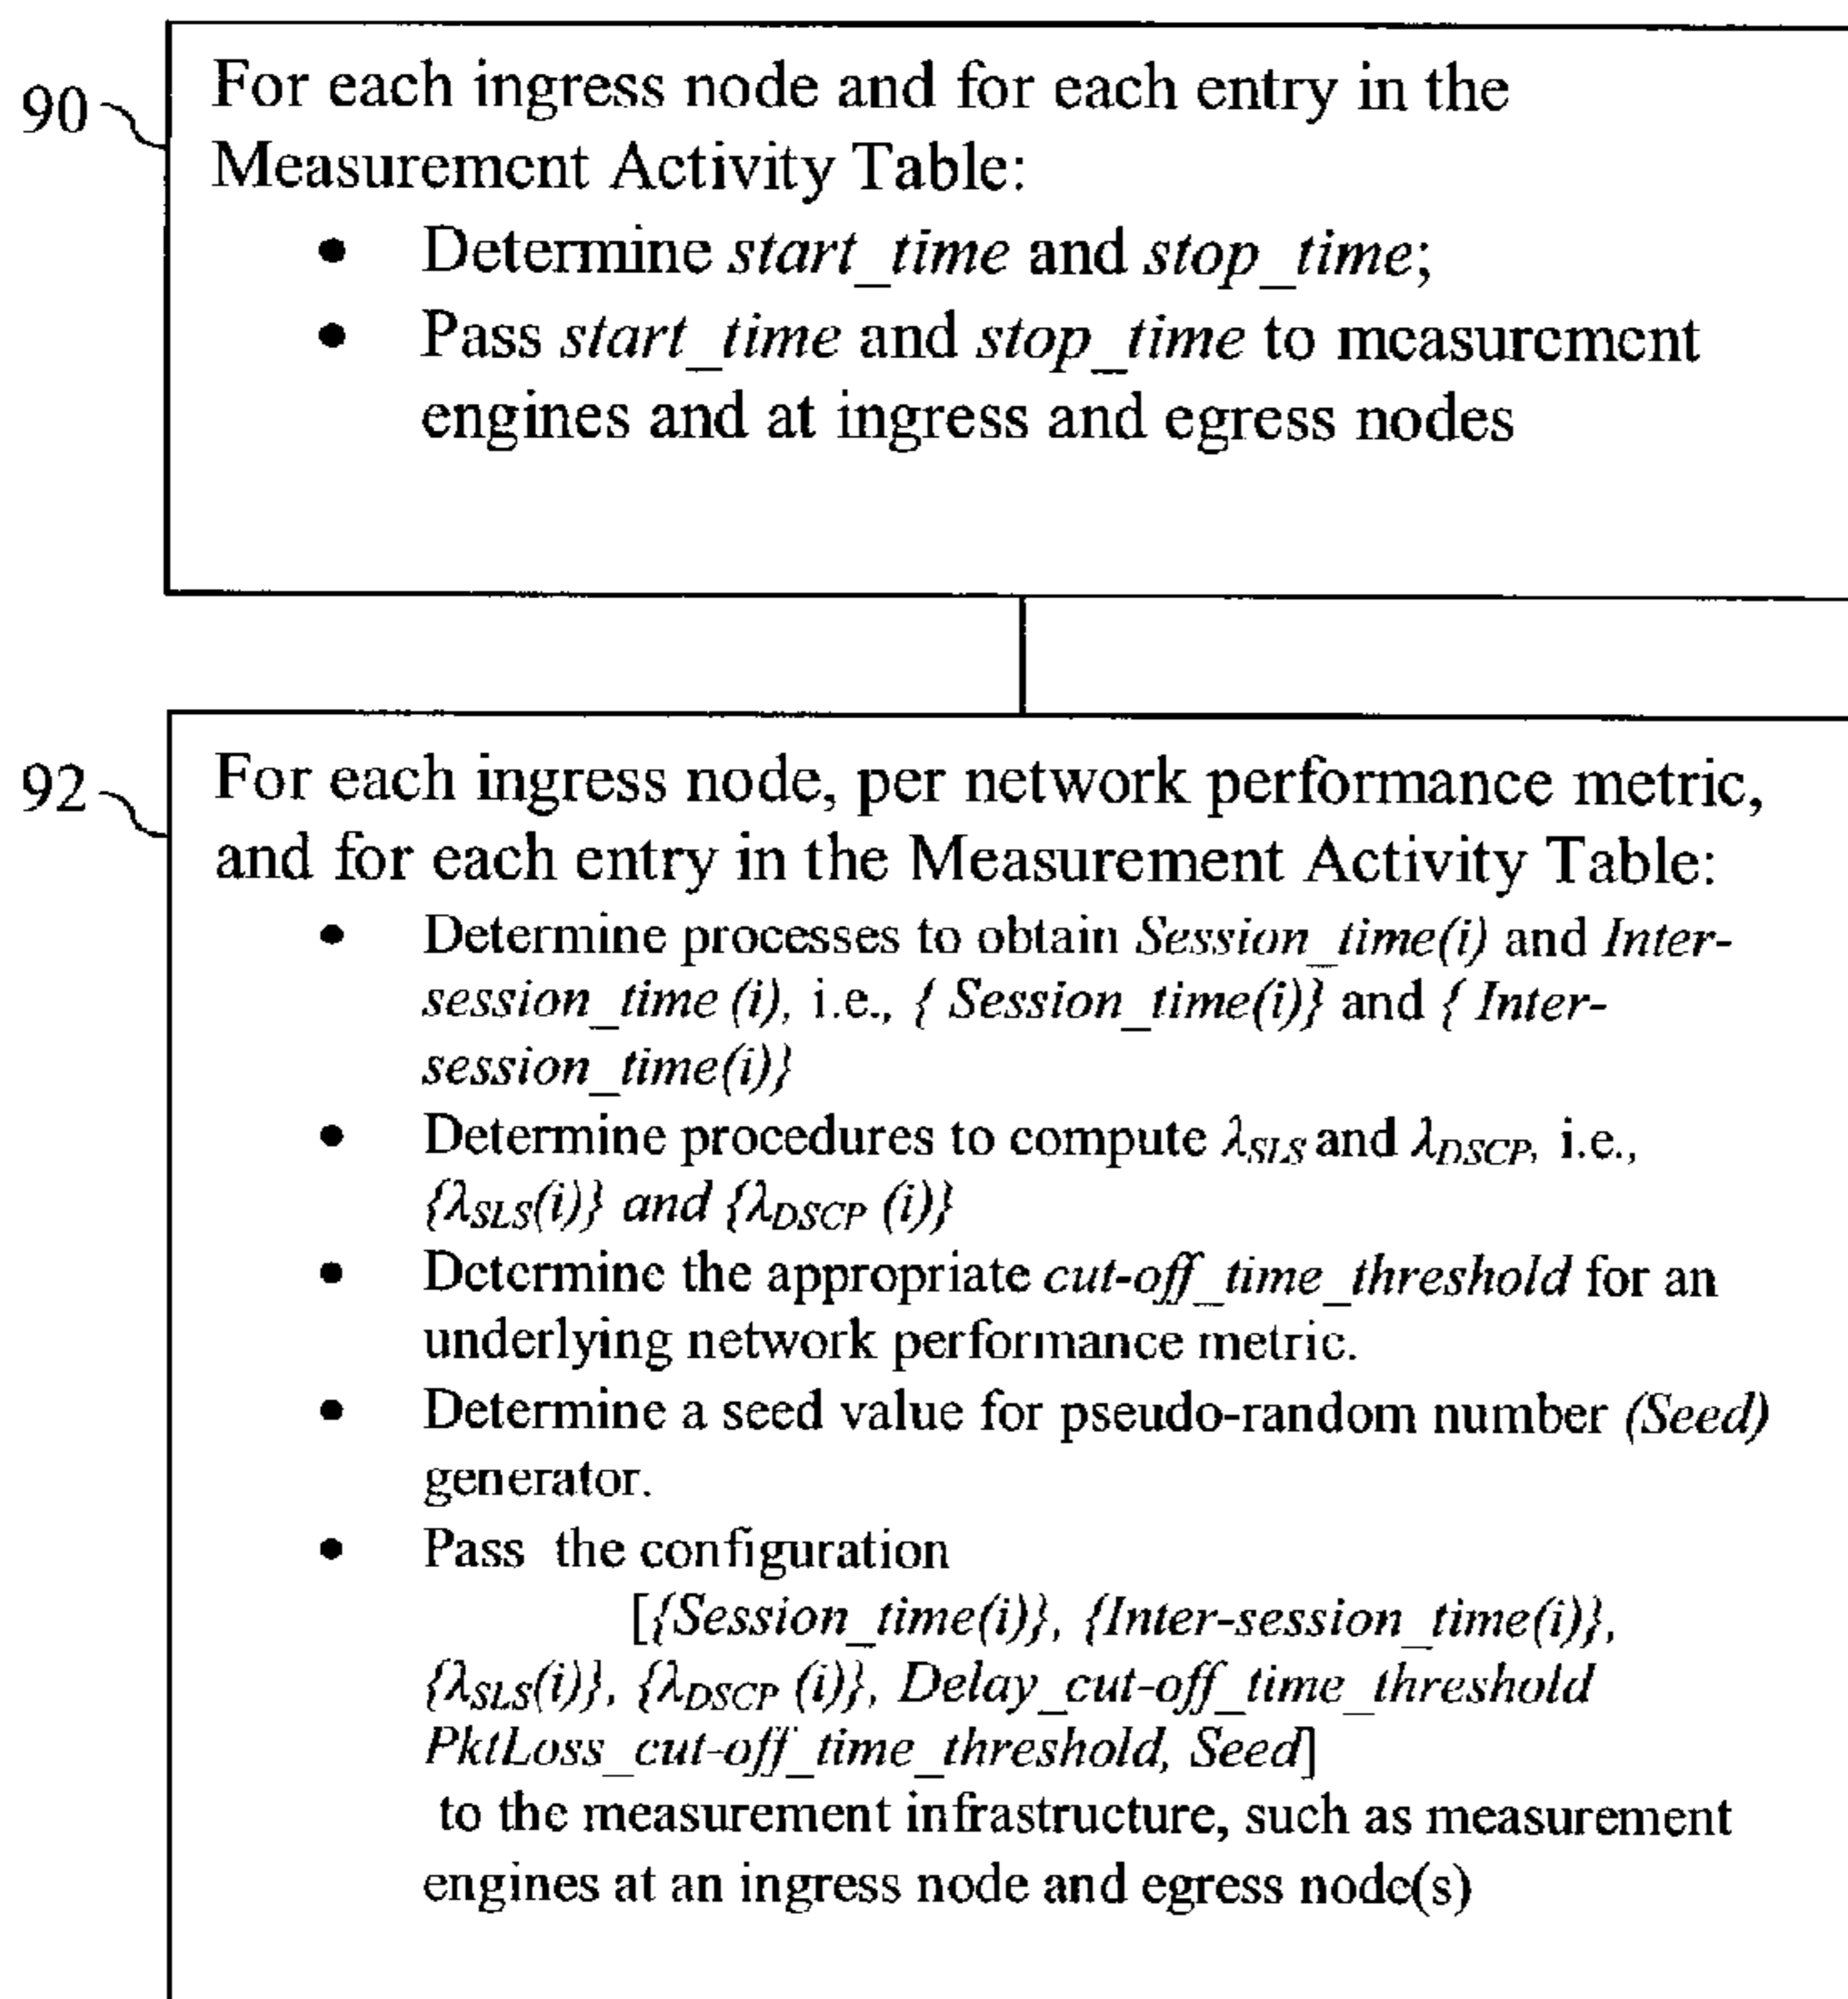 90
For each ingress node and for each entry in the
Measurement Activity Table:
• Determine start_time and stop_time;
• Pass start_time and stop_time to measurement
engines and at ingress and egress nodes
92
For each ingress node, per network performance metric,
and for each entry in the Measurement Activity Table:
• Determine processes to obtain Session_time(i) and Inter-
session_time (i), i.e., { Session_time(i)} and { Inter-
session_time(i)}
• Determine procedures to compute λSLS and λDSCP, i.e.,
{λSLS(i)} and {λDSCP (i)}
• Determine the appropriate cut-off_time_threshold for an
underlying network performance metric.
• Determine a seed value for pseudo-random number (Seed)
generator.
• Pass the configuration
[{Session_time(i)}, {Inter-session_time(i)},
{λSLS(i)}, {λDSCP (i)}, Delay_cut-off_time_threshold
PktLoss_cut-off_time_threshold, Seed]
to the measurement infrastructure, such as measurement
engines at an ingress node and egress node(s)